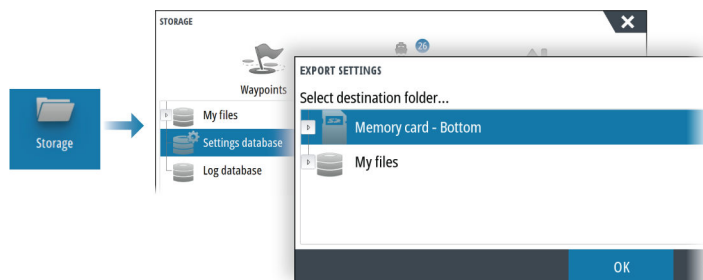 STORAGE
26
Waypoints
My files
Settings database
Log database
Storage
EXPORT SETTINGS
Select destination folder...
Memory card - Bottom
My files
OK